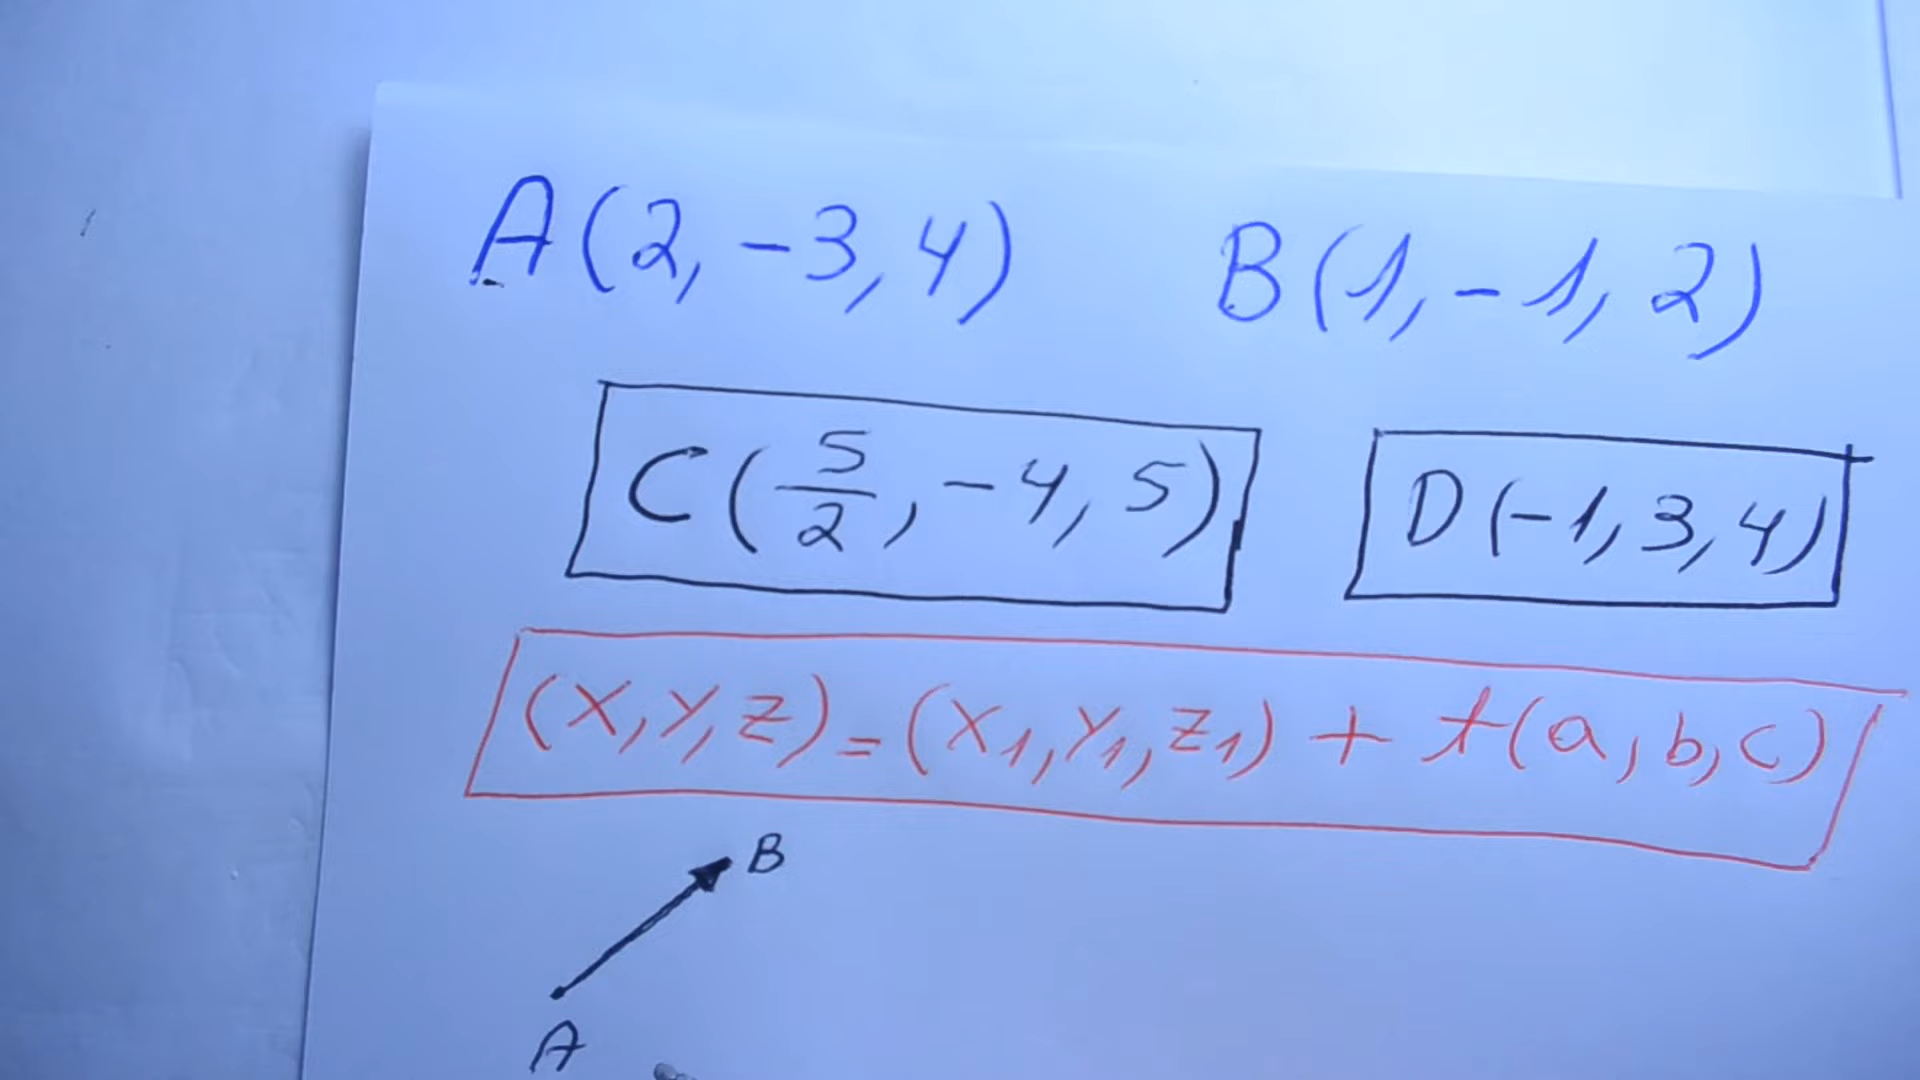 A(2, -3, 4) B(1, -1, 2)
C(5/2, -4, 5) D(-1, 3, 4)
(x, y, z) = (x₁, y₁, z₁) + t(a, b, c)
B
A